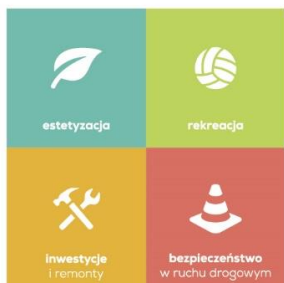 estetyzacja
rekreacja
inwestycje
i remonty
bezpieczeństwo
w ruchu drogowym